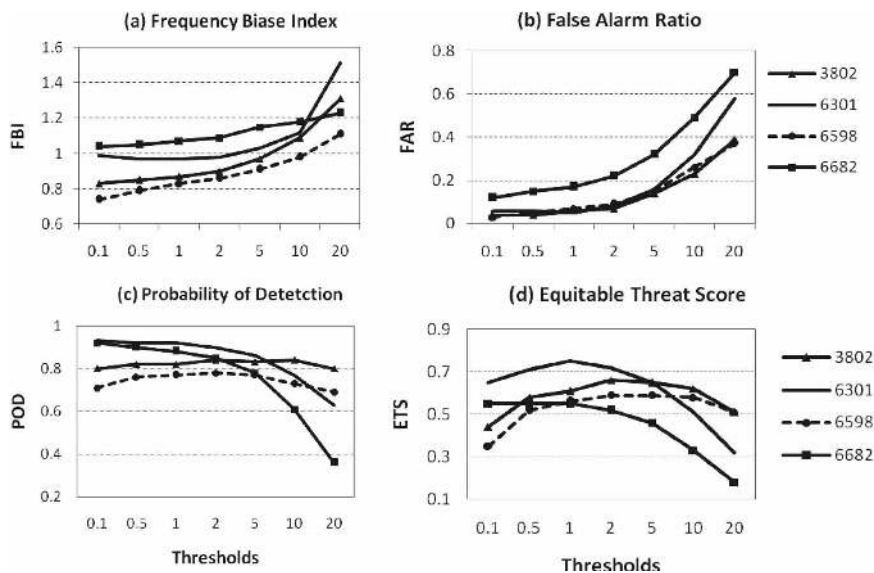 (a) Frequency Biase Index
FBI
1.6
1.4
1.2
1
0.8
0.6
0.1 0.5 1 2 5 10 20
(b) False Alarm Ratio
FAR
0.8
0.6
0.4
0.2
0
0.1 0.5 1 2 5 10 20
3802
6301
6598
6682
(c) Probability of Detetction
POD
1
0.8
0.6
0.4
0.2
0.1 0.5 1 2 5 10 20
Thresholds
(d) Equitable Threat Score
ETS
0.9
0.7
0.5
0.3
0.1
0.1 0.5 1 2 5 10 20
Thresholds
3802
6301
6598
6682